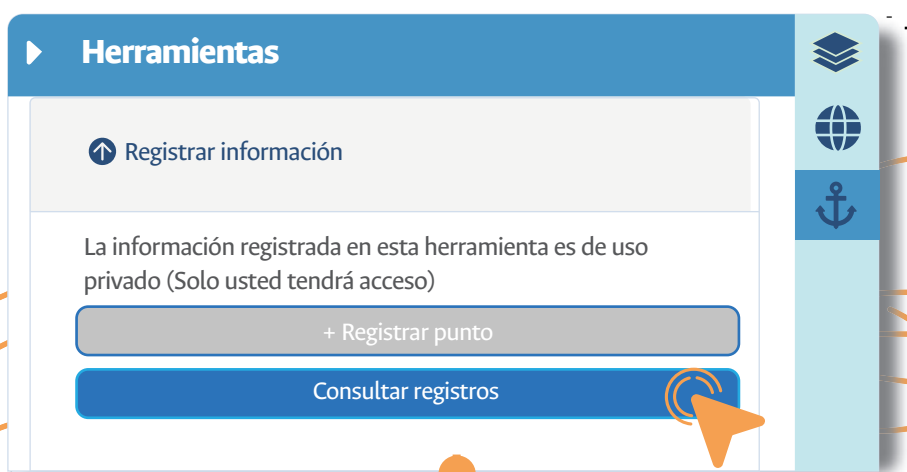 Herramientas
Registrar información
La información registrada en esta herramienta es de uso
privado (Solo usted tendrá acceso)
+ Registrar punto
Consultar registros